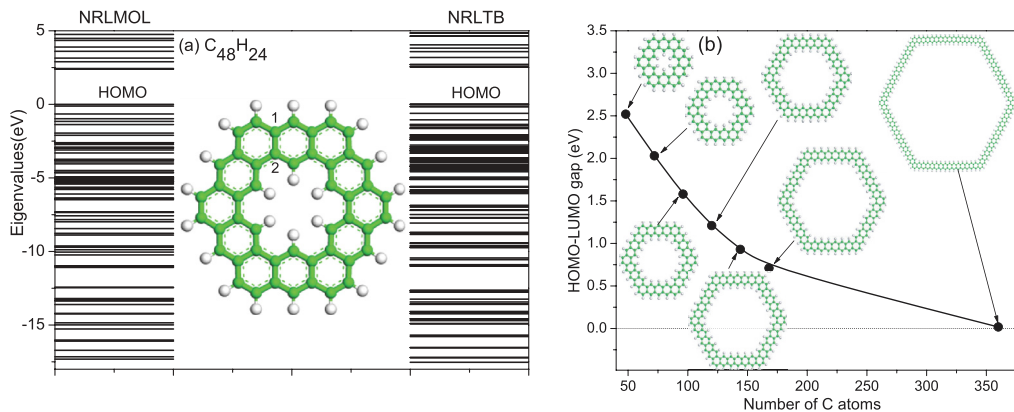 NRLMOL
NRLTB
(a) C48H24
HOMO
HOMO
1
2
Eigenvalues(eV)
5
0
-5
-10
-15
(b)
HOMO-LUMO gap (eV)
3.5
3.0
2.5
2.0
1.5
1.0
0.5
0.0
50 100 150 200 250 300 350
Number of C atoms